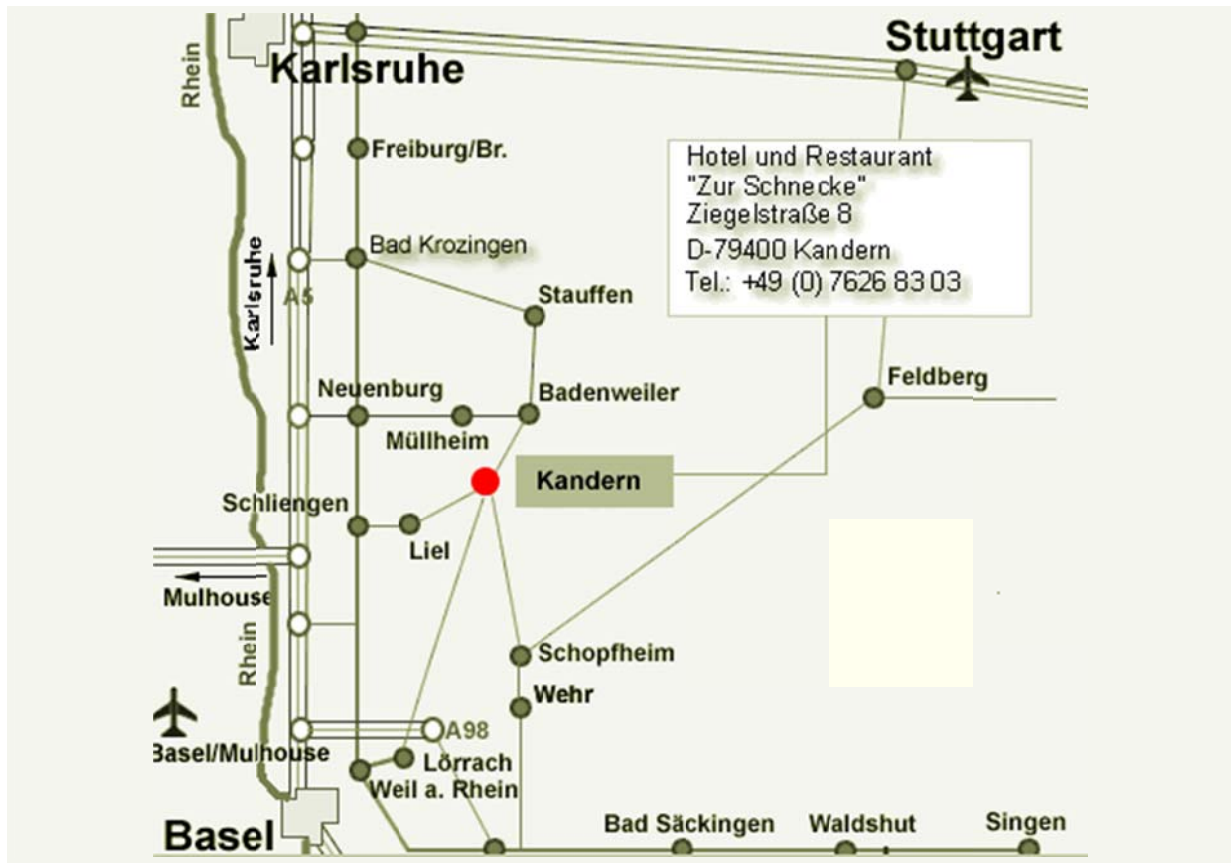 Stuttgart
Karlsruhe
Rhein
Freiburg/Br.
Hotel und Restaurant
"Zur Schnecke"
Ziegelstraße 8
D-79400 Kandern
Tel.: +49 (0) 7626 83 03
Bad Krozingen
Karlsruhe
A5
Stauffen
Feldberg
Neuenburg
Badenweiler
Müllheim
Kandern
Schliengen
Liel
Mulhouse
Rhein
Schopfheim
Wehr
A98
Basel/Mulhouse
Lörrach
Weil a. Rhein
Basel
Bad Säckingen
Waldshut
Singen